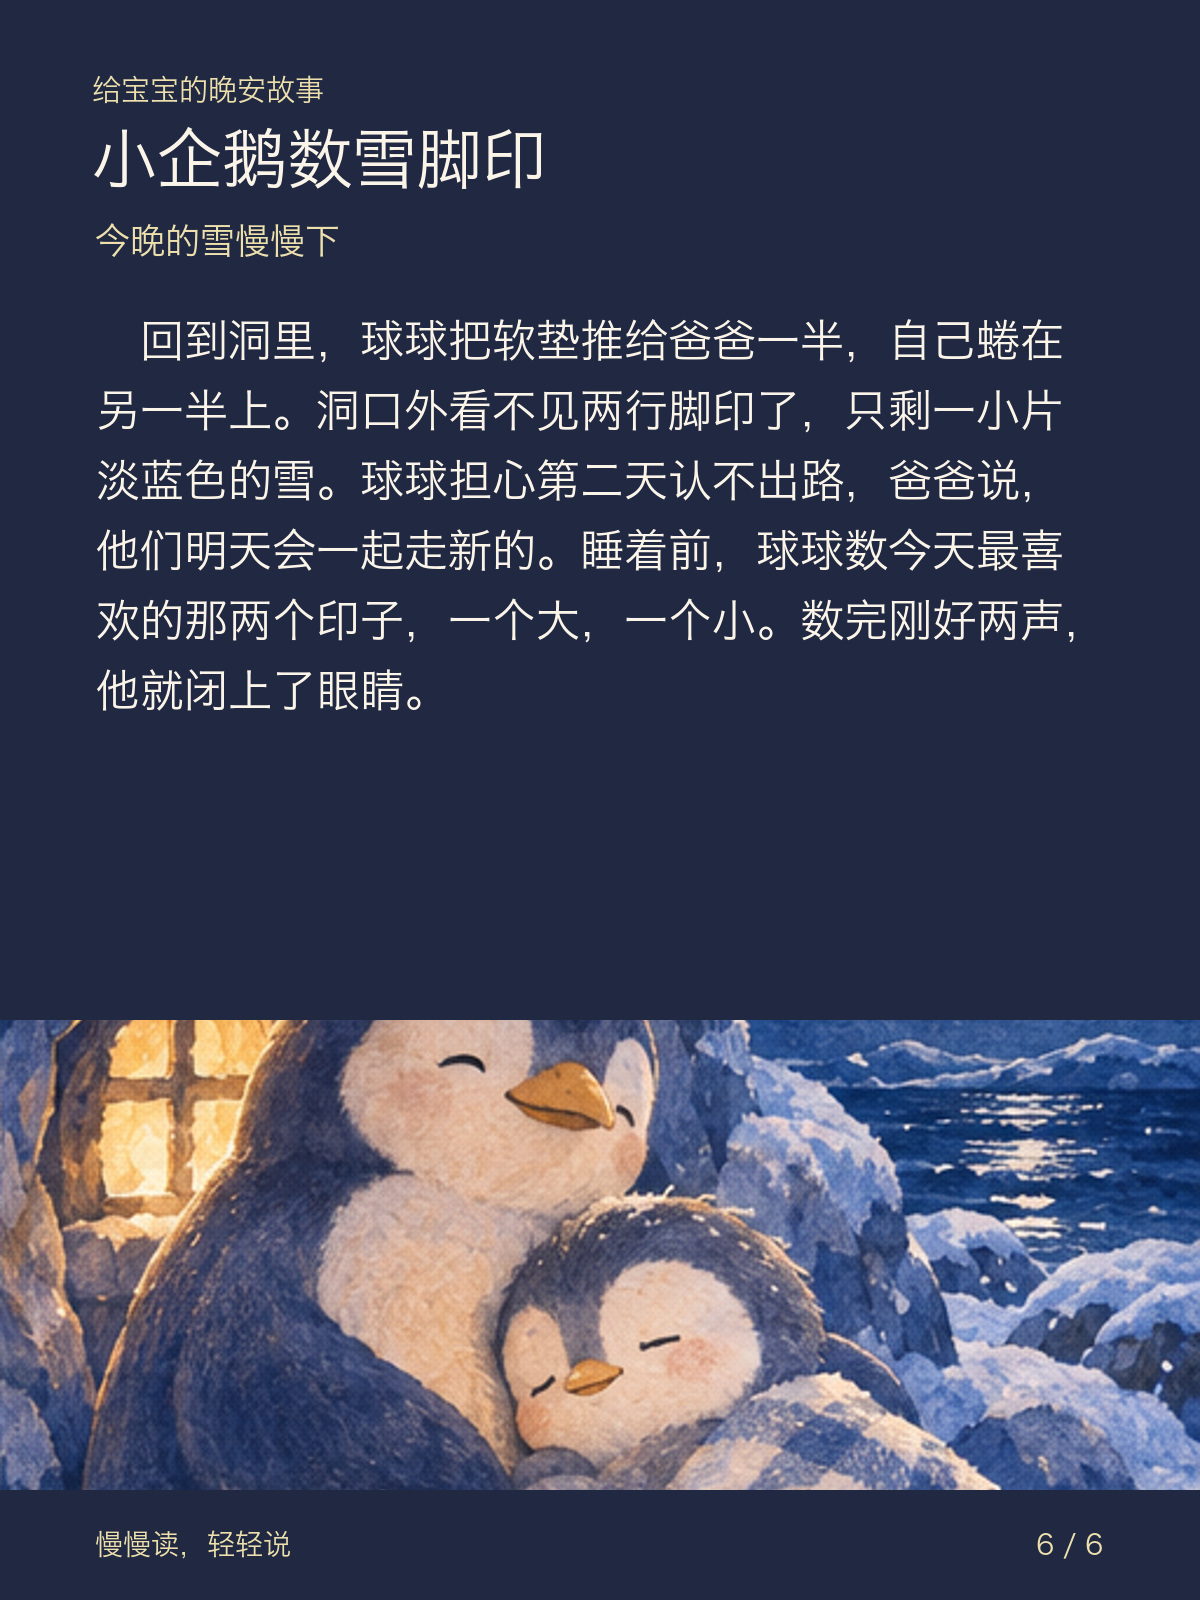 给宝宝的晚安故事
小企鹅数雪脚印
今晚的雪慢慢下
回到洞里，球球把软垫推给爸爸一半，自己蜷在
另一半上。洞口外看不见两行脚印了，只剩一小片
淡蓝色的雪。球球担心第二天认不出路，爸爸说，
他们明天会一起走新的。睡着前，球球数今天最喜
欢的那两个印子，一个大，一个小。数完刚好两声，
他就闭上了眼睛。
慢慢读，轻轻说
6 / 6